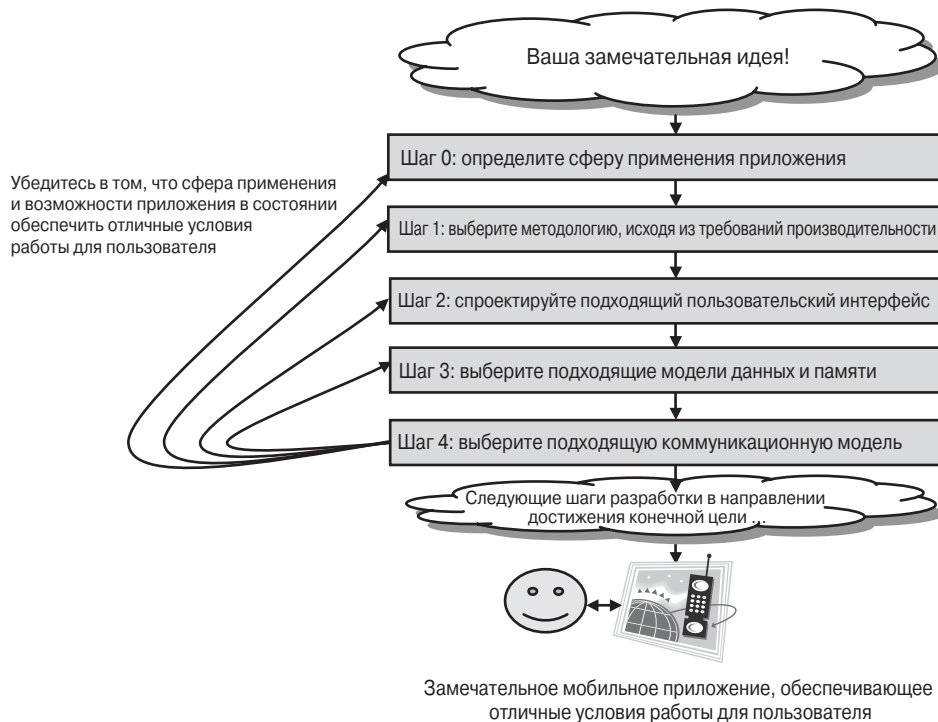 Ваша замечательная идея!
Шаг 0: определите сферу применения приложения
Убедитесь в том, что сфера применения
и возможности приложения в состоянии
обеспечить отличные условия
работы для пользователя
Шаг 1: выберите методологию, исходя из требований производительности
Шаг 2: спроектируйте подходящий пользовательский интерфейс
Шаг 3: выберите подходящие модели данных и памяти
Шаг 4: выберите подходящую коммуникационную модель
Следующие шаги разработки в направлении
достижения конечной цели ...
Замечательное мобильное приложение, обеспечивающее
отличные условия работы для пользователя